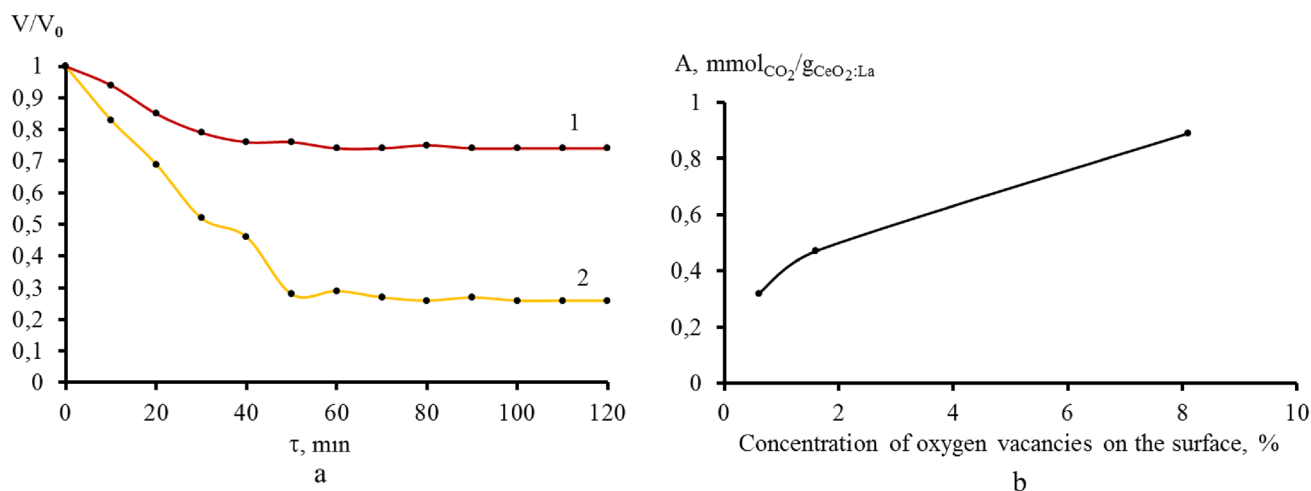 V/V₀
1
0,9
0,8
0,7
0,6
0,5
0,4
0,3
0,2
0,1
0
1
2
0 20 40 60 80 100 120
τ, min
a
A, mmol_CO₂/g_CeO₂:La
1
0,8
0,6
0,4
0,2
0
0 2 4 6 8 10
Concentration of oxygen vacancies on the surface, %
b